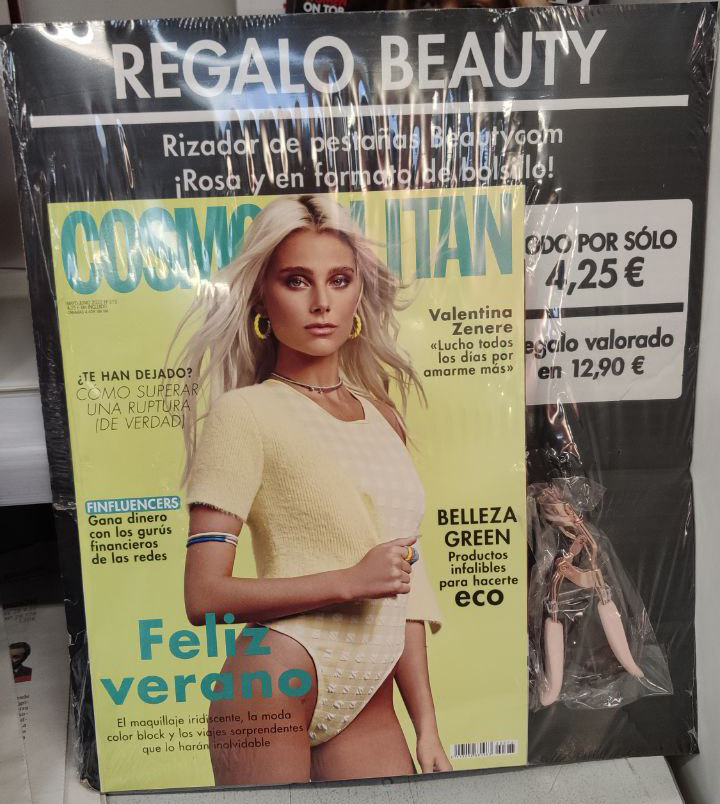 ON TOP
REGALO BEAUTY
Rizador de pestañas Beautycom
¡Rosa y en formato de bolsillo!
COSMOPOLITAN
ODO POR SÓLO
4,25 €
egalo valorado
en 12,90 €
Valentina
Zenere
«Lucho todos
los días por
amarme más»
¿TE HAN DEJADO?
CÓMO SUPERAR
UNA RUPTURA
(DE VERDAD)
FINFLUENCERS
Gana dinero
con los gurús
financieros
de las redes
BELLEZA
GREEN
Productos
infalibles
para hacerte
eco
Feliz
verano
El maquillaje iridiscente, la moda
color block y los viajes sorprendentes
que lo harán inolvidable